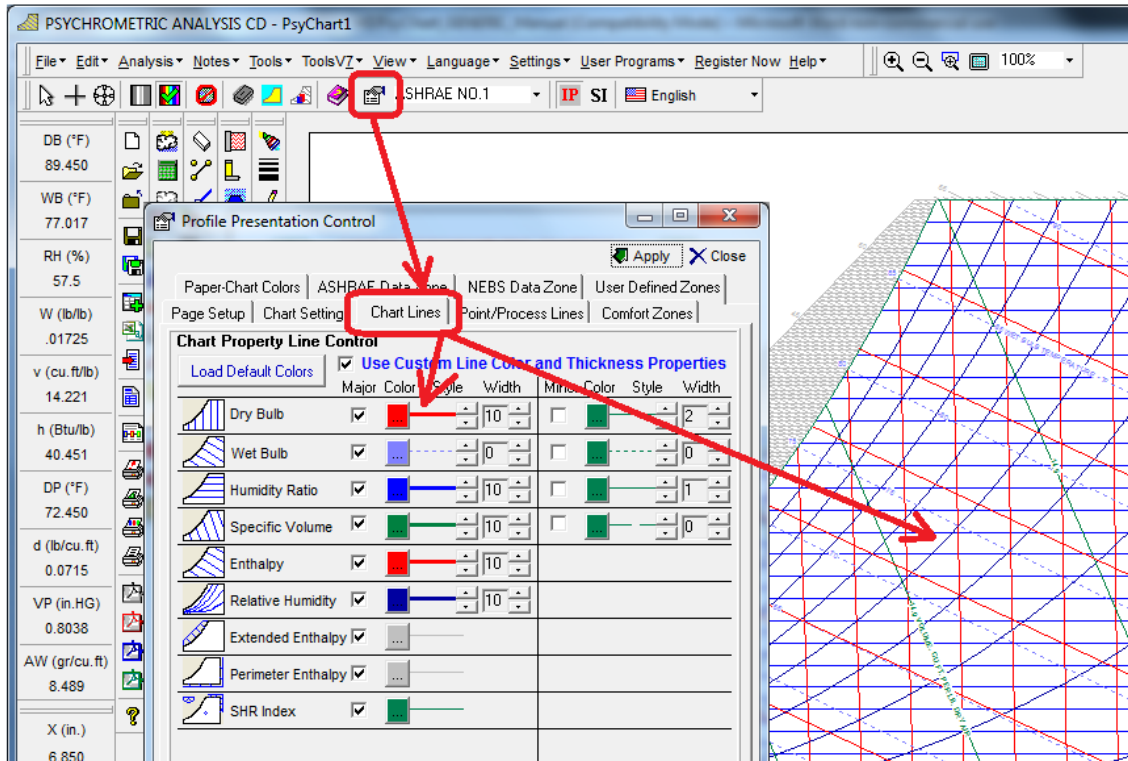 PSYCHROMETRIC ANALYSIS CD - PsyChart1
File Edit Analysis Notes Tools ToolsV7 View Language Settings User Programs Register Now Help 100%
ASHRAE NO.1 IP SI English
DB (°F)
89.450
WB (°F)
77.017
RH (%)
57.5
W (lb/lb)
.01725
v (cu.ft/lb)
14.221
h (Btu/lb)
40.451
DP (°F)
72.450
d (lb/cu.ft)
0.0715
VP (in.HG)
0.8038
AW (gr/cu.ft)
8.489
X (in.)
6.850
Profile Presentation Control
Apply Close
Paper-Chart Colors ASHRAE Data Zone NEBS Data Zone User Defined Zones
Page Setup Chart Setting Chart Lines Point/Process Lines Comfort Zones
Chart Property Line Control
Load Default Colors Use Custom Line Color and Thickness Properties
Major Color Style Width Minor Color Style Width
Dry Bulb ... 10 ... 2
Wet Bulb ... 0 ... 0
Humidity Ratio ... 10 ... 1
Specific Volume ... 10 ... 0
Enthalpy ... 10
Relative Humidity ... 10
Extended Enthalpy ...
Perimeter Enthalpy ...
SHR Index ...